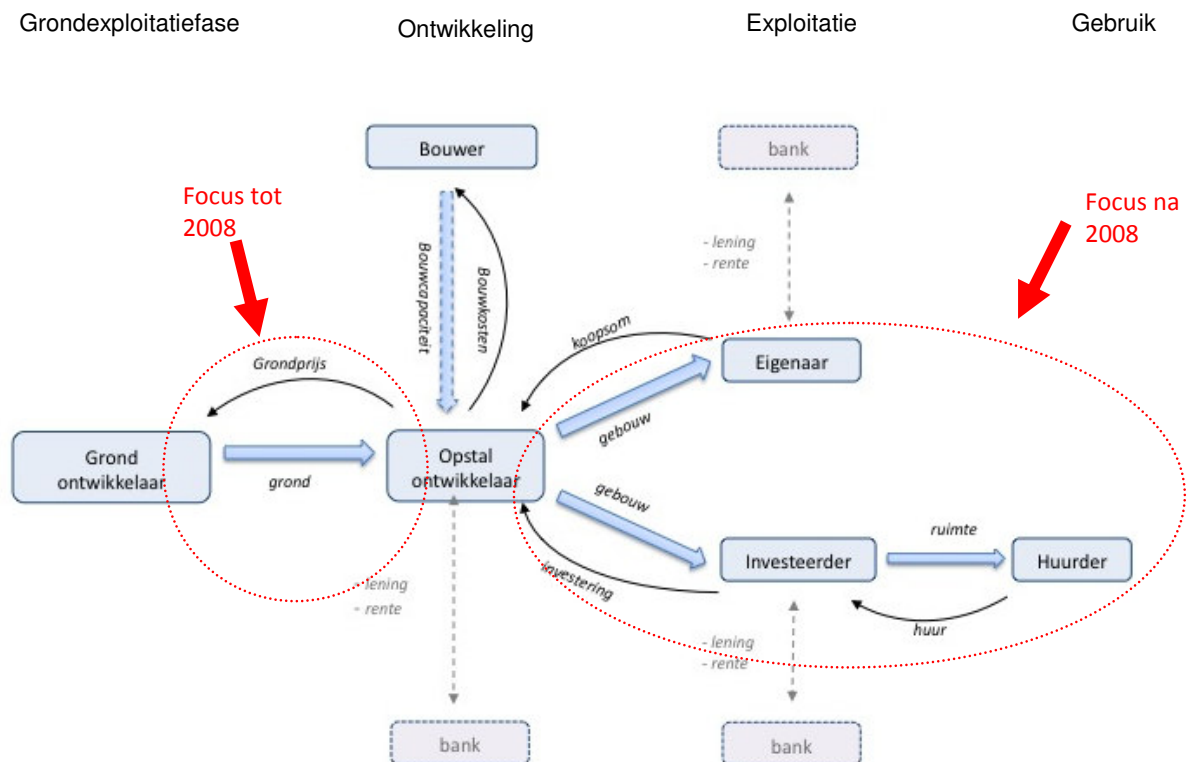 Grondexploitatiefase
Ontwikkeling
Exploitatie
Gebruik
Bouwer
bank
Focus tot
2008
Focus na
2008
- lening
- rente
Bouwcapaciteit
Bouwkosten
koopsom
Grondprijs
Eigenaar
gebouw
Grond
ontwikkelaar
grond
Opstal
ontwikkelaar
gebouw
ruimte
Investeerder
Huurder
investering
- lening
- rente
huur
- lening
- rente
bank
bank